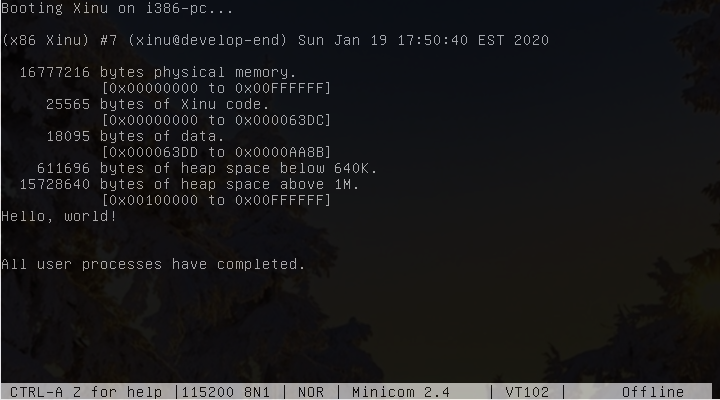 Booting Xinu on i386-pc...
(x86 Xinu) #7 (xinu@develop-end) Sun Jan 19 17:50:40 EST 2020
16777216 bytes physical memory.
[0x00000000 to 0x00FFFFFF]
25565 bytes of Xinu code.
[0x00000000 to 0x000063DC]
18095 bytes of data.
[0x000063DD to 0x0000AA8B]
611696 bytes of heap space below 640K.
15728640 bytes of heap space above 1M.
[0x00100000 to 0x00FFFFFF]
Hello, world!
All user processes have completed.
CTRL-A Z for help |115200 8N1 | NOR | Minicom 2.4 | VT102 | Offline